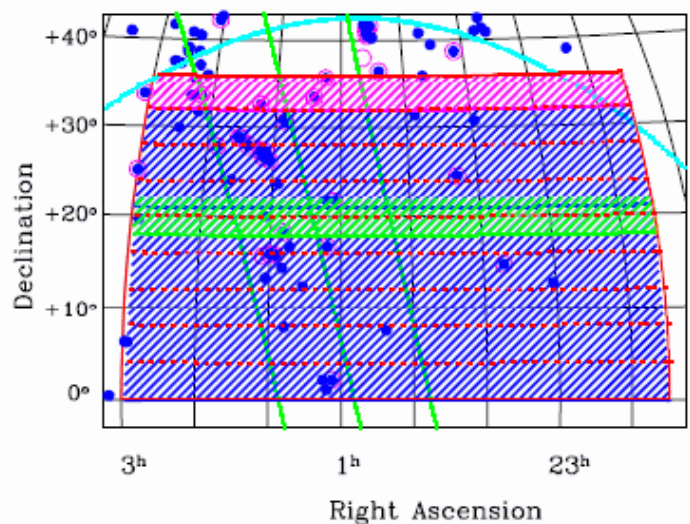 +40°
+30°
+20°
+10°
0°
Declination
3ʰ 1ʰ 23ʰ
Right Ascension